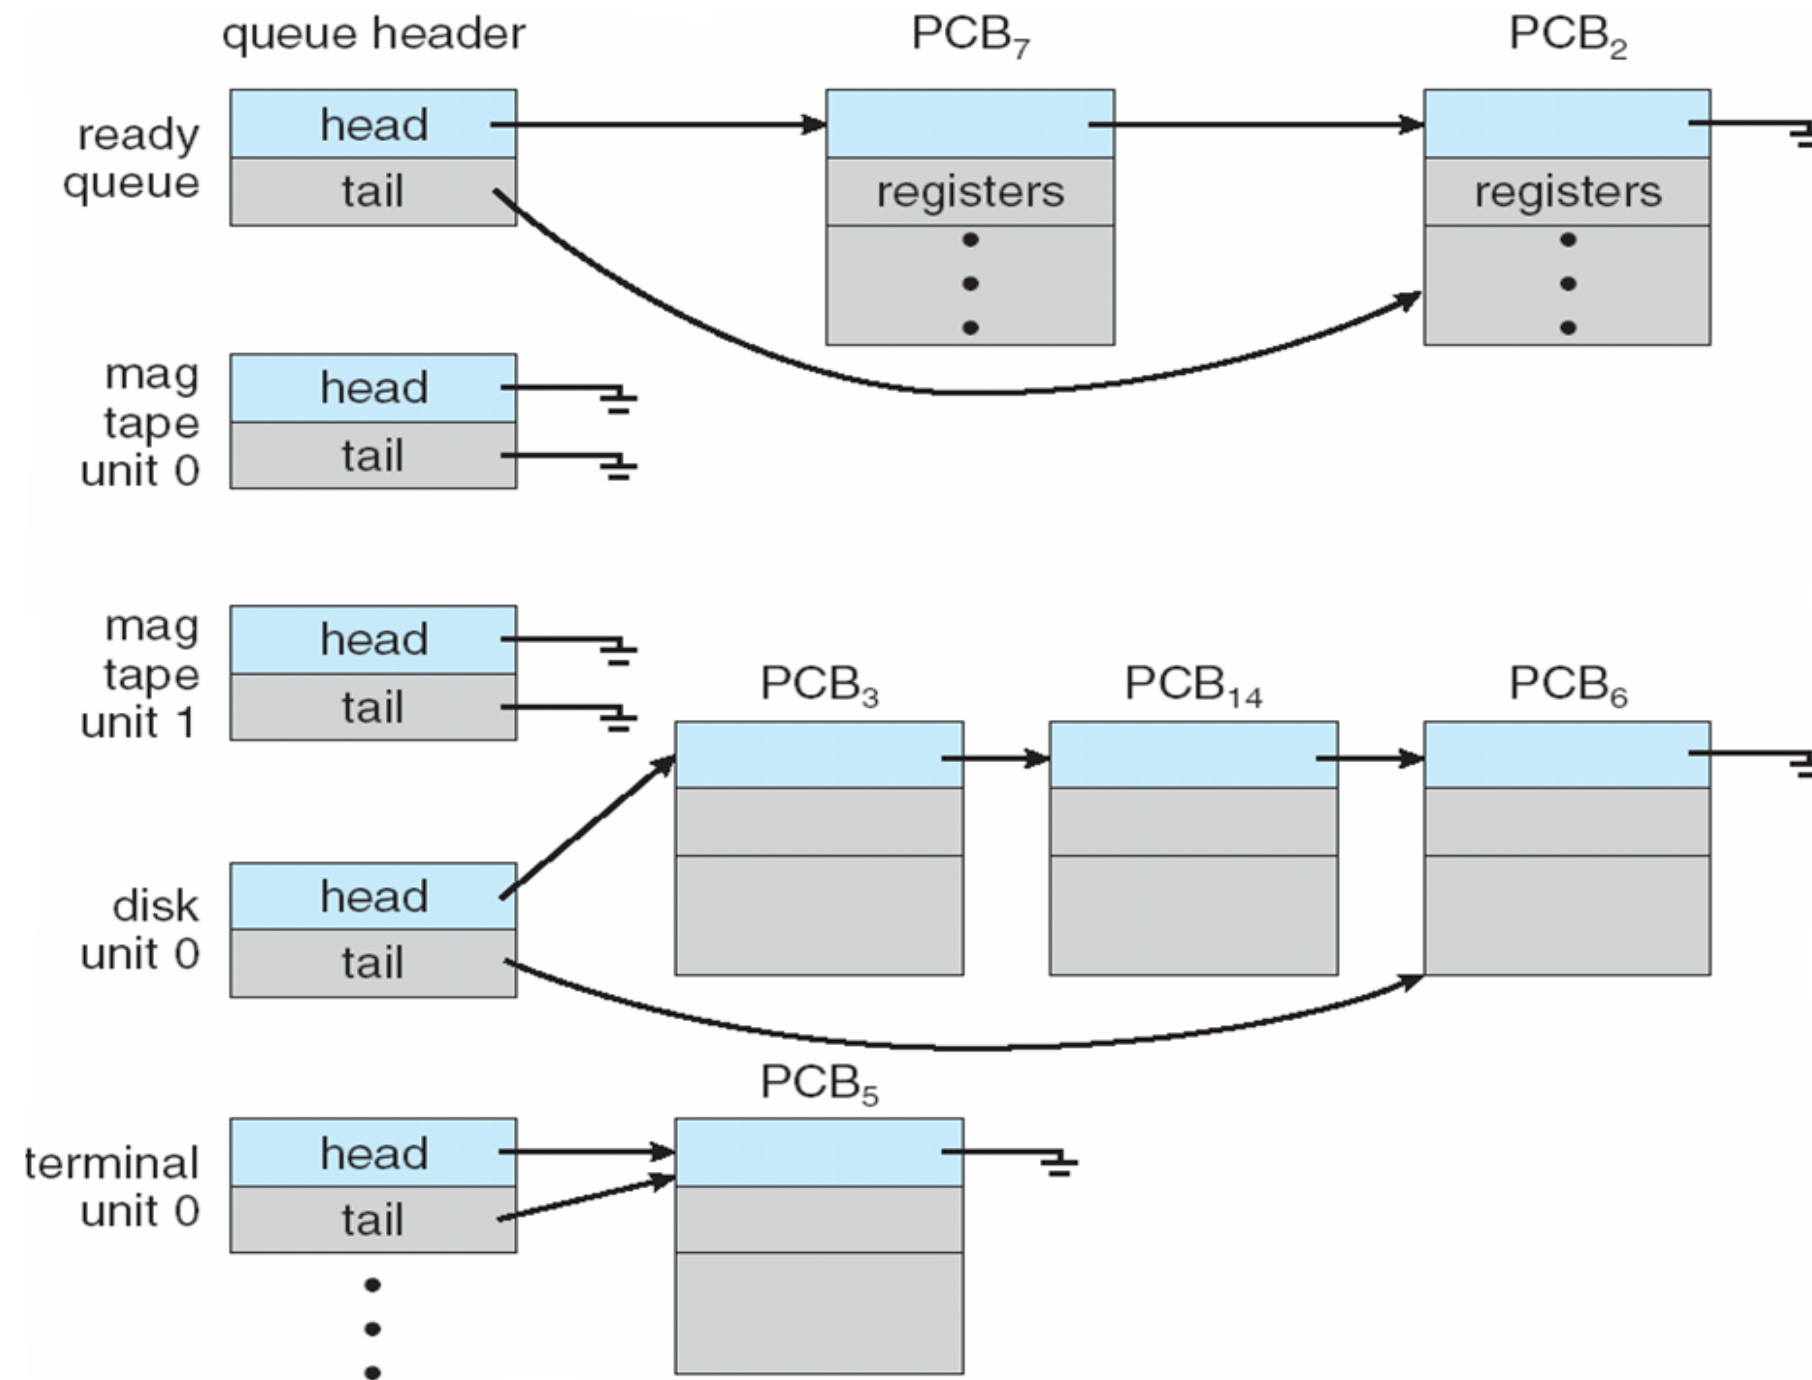 queue header
PCB₇
PCB₂
ready
queue
head
tail
registers
registers
mag
tape
unit 0
head
tail
mag
tape
unit 1
head
tail
PCB₃
PCB₁₄
PCB₆
disk
unit 0
head
tail
PCB₅
terminal
unit 0
head
tail